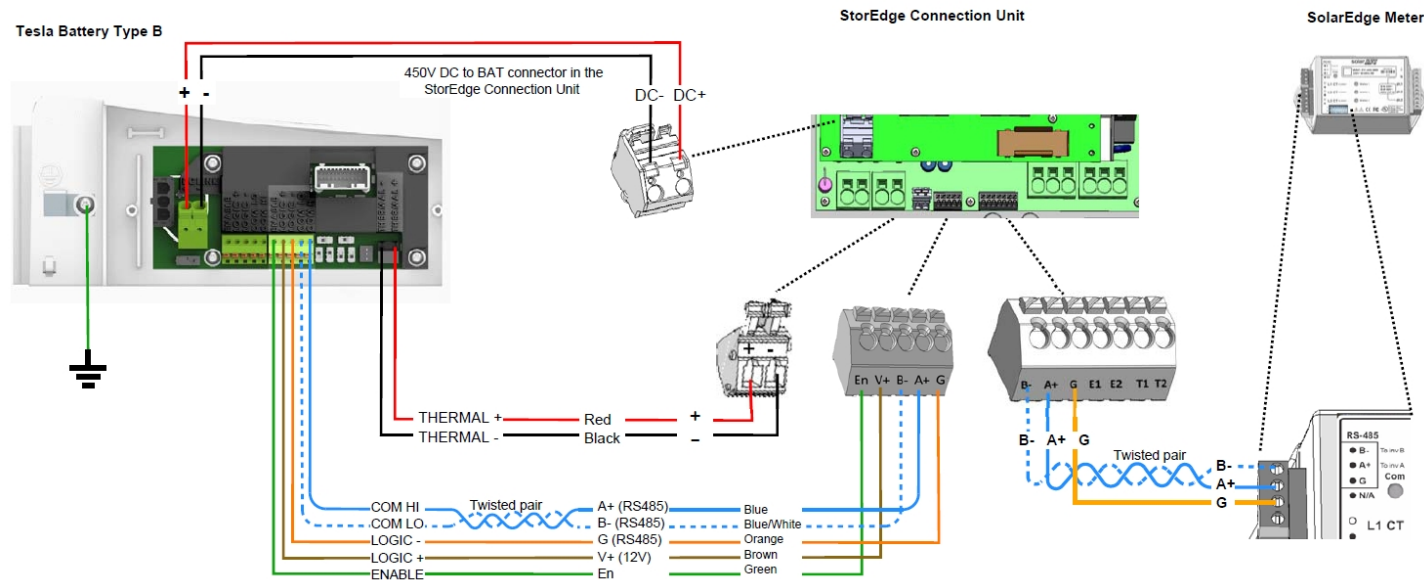 StorEdge Connection Unit
SolarEdge Meter
Tesla Battery Type B
450V DC to BAT connector in the
StorEdge Connection Unit
+ -
DC- DC+
+ -
En V+ B- A+ G
B- A+ G E1 E2 T1 T2
THERMAL + Red +
THERMAL - Black –
B- A+ G
Twisted pair
B-
A+
G
RS-485
B- To inv B
A+ To inv A
G
Com
N/A
L1 CT
COM HI Twisted pair A+ (RS485) Blue
COM LO B- (RS485) Blue/White
LOGIC - G (RS485) Orange
LOGIC + V+ (12V) Brown
ENABLE En Green